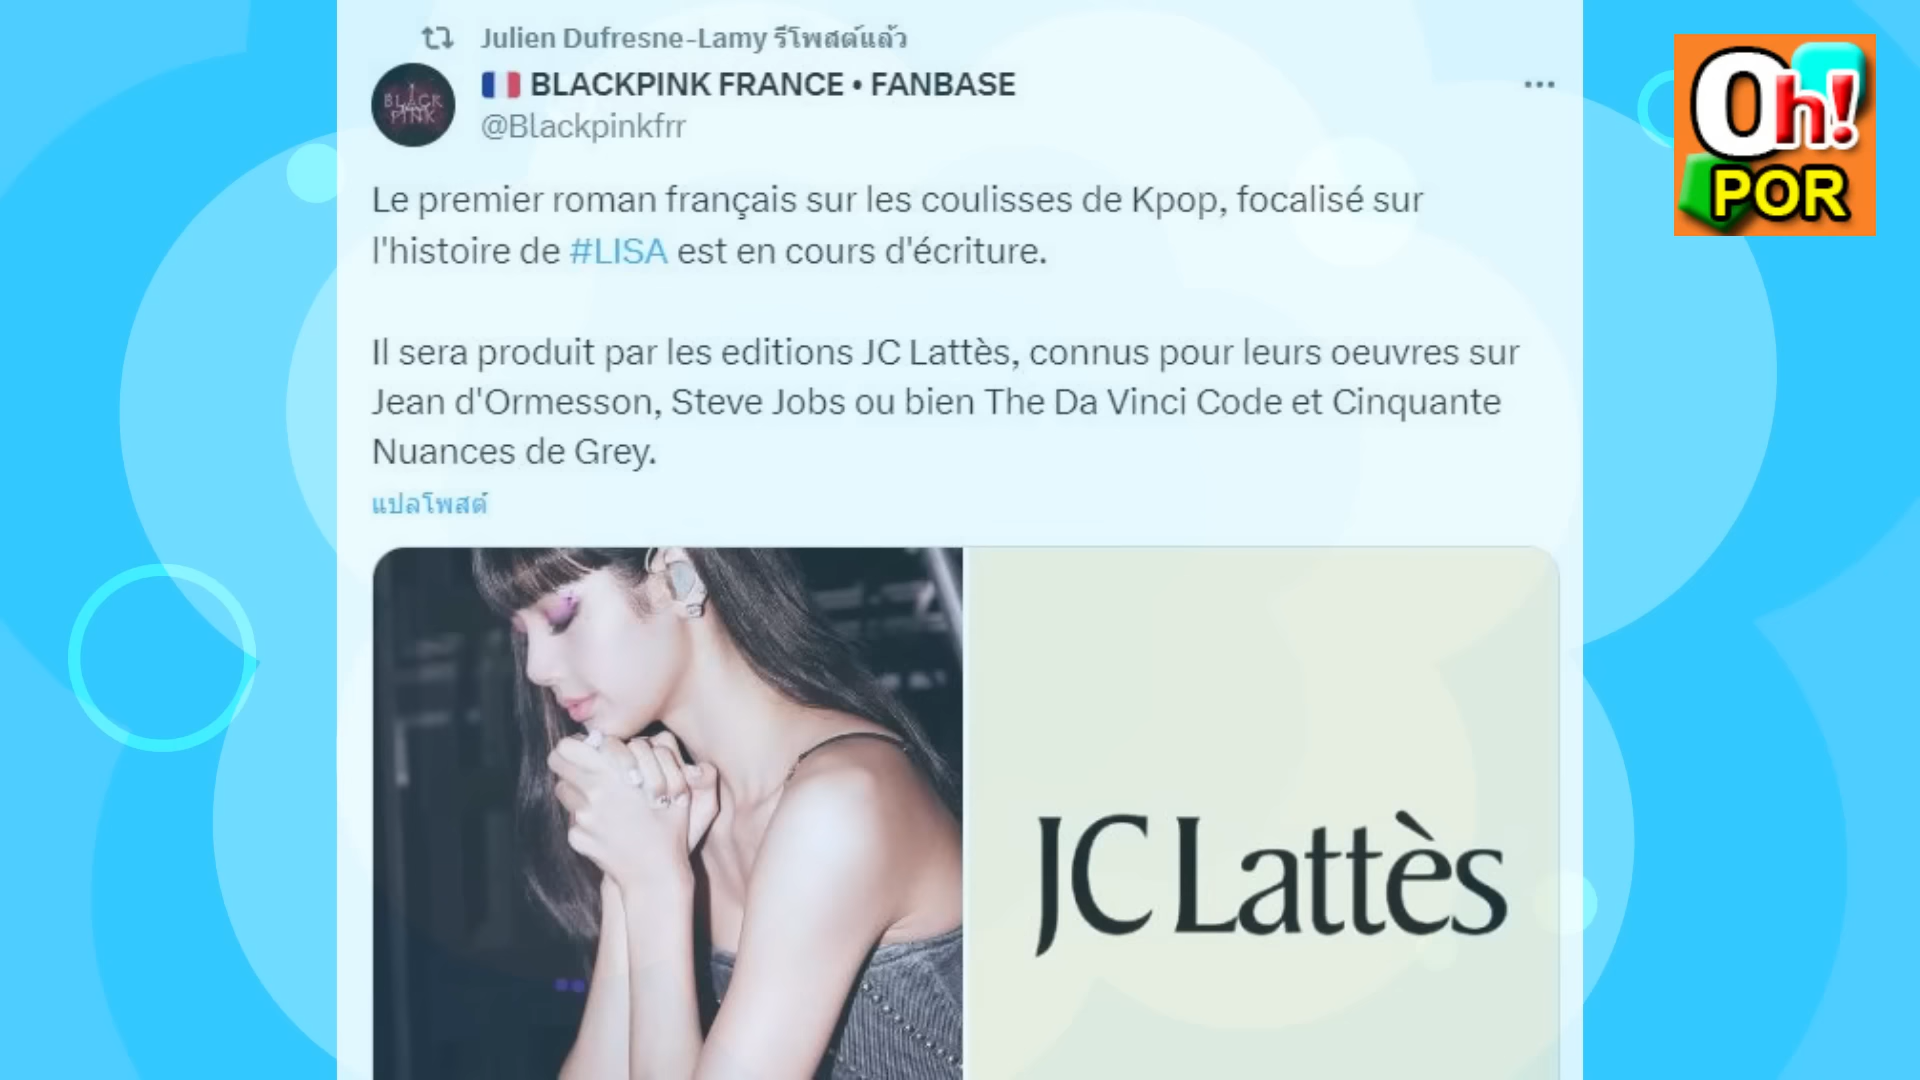 Julien Dufresne-Lamy รีโพสต์แล้ว
BLACKPINK FRANCE • FANBASE
@Blackpinkfrr
BLACK
PINK
Le premier roman français sur les coulisses de Kpop, focalisé sur
l'histoire de #LISA est en cours d'écriture.
Il sera produit par les editions JC Lattès, connus pour leurs oeuvres sur
Jean d'Ormesson, Steve Jobs ou bien The Da Vinci Code et Cinquante
Nuances de Grey.
แปลโพสต์
JC Lattès
Oh!
POR